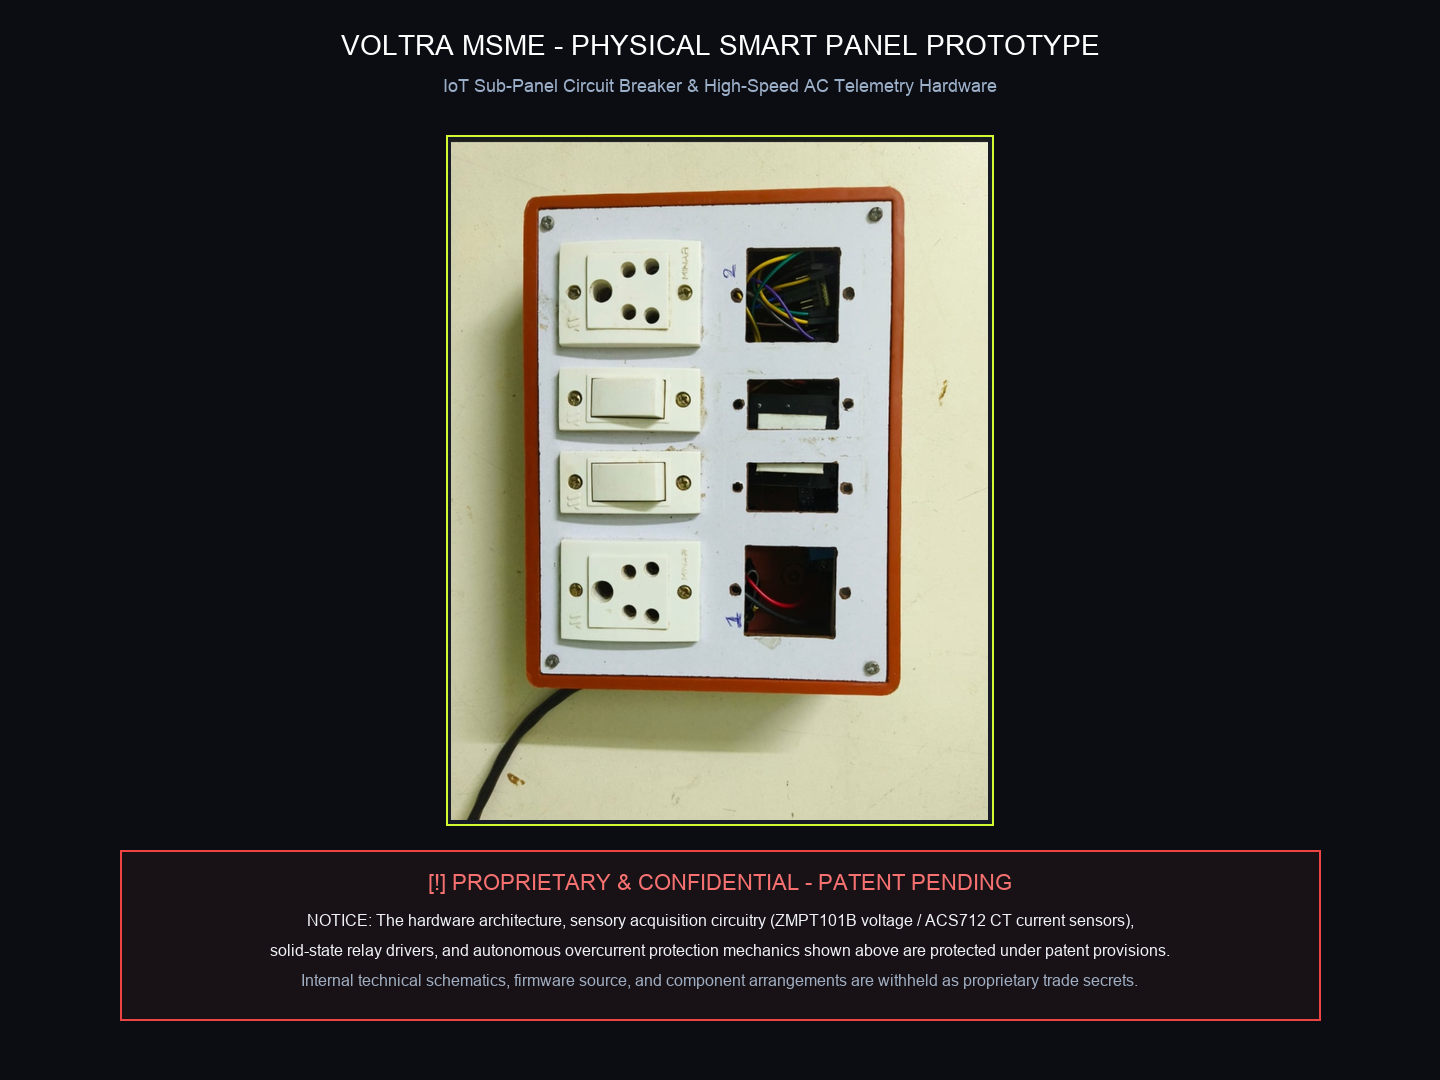 VOLTRA MSME - PHYSICAL SMART PANEL PROTOTYPE
IoT Sub-Panel Circuit Breaker & High-Speed AC Telemetry Hardware
2
1
[!] PROPRIETARY & CONFIDENTIAL - PATENT PENDING
NOTICE: The hardware architecture, sensory acquisition circuitry (ZMPT101B voltage / ACS712 CT current sensors),
solid-state relay drivers, and autonomous overcurrent protection mechanics shown above are protected under patent provisions.
Internal technical schematics, firmware source, and component arrangements are withheld as proprietary trade secrets.